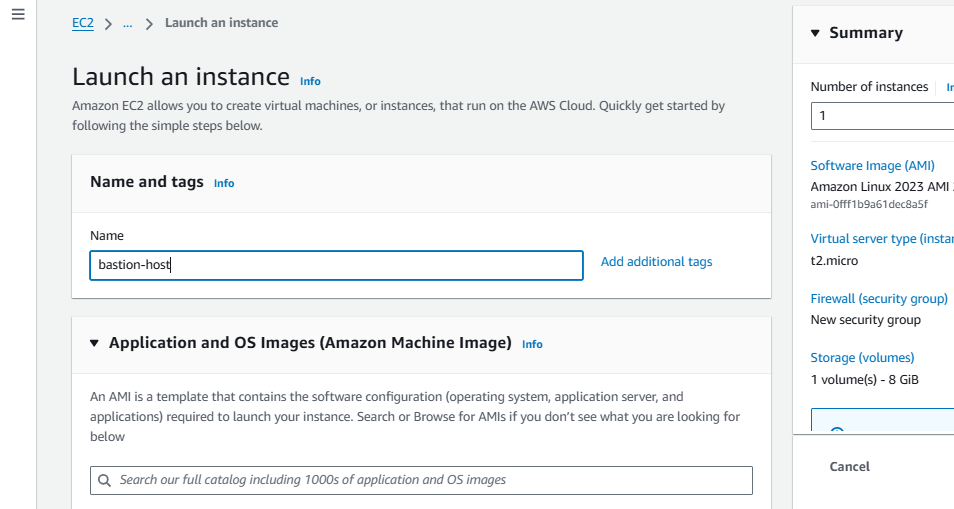 EC2 > ... > Launch an instance
Launch an instance Info
Amazon EC2 allows you to create virtual machines, or instances, that run on the AWS Cloud. Quickly get started by
following the simple steps below.
Name and tags Info
Name
bastion-host
Add additional tags
Application and OS Images (Amazon Machine Image) Info
An AMI is a template that contains the software configuration (operating system, application server, and
applications) required to launch your instance. Search or Browse for AMIs if you don’t see what you are looking for
below
Search our full catalog including 1000s of application and OS images
Summary
Number of instances
1
Software Image (AMI)
Amazon Linux 2023 AMI
ami-0fff1b9a61dec8a5f
Virtual server type (instan
t2.micro
Firewall (security group)
New security group
Storage (volumes)
1 volume(s) - 8 GiB
Cancel